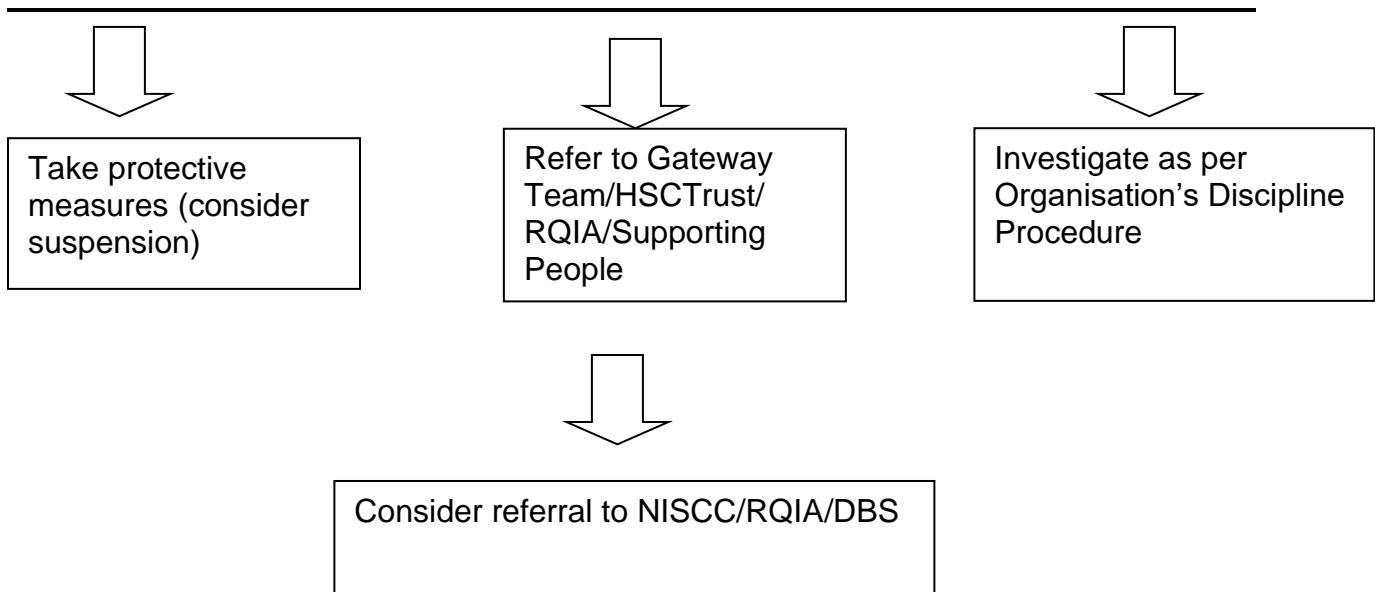 Take protective
measures (consider
suspension)
Refer to Gateway
Team/HSCTrust/
RQIA/Supporting
People
Investigate as per
Organisation’s Discipline
Procedure
Consider referral to NISCC/RQIA/DBS